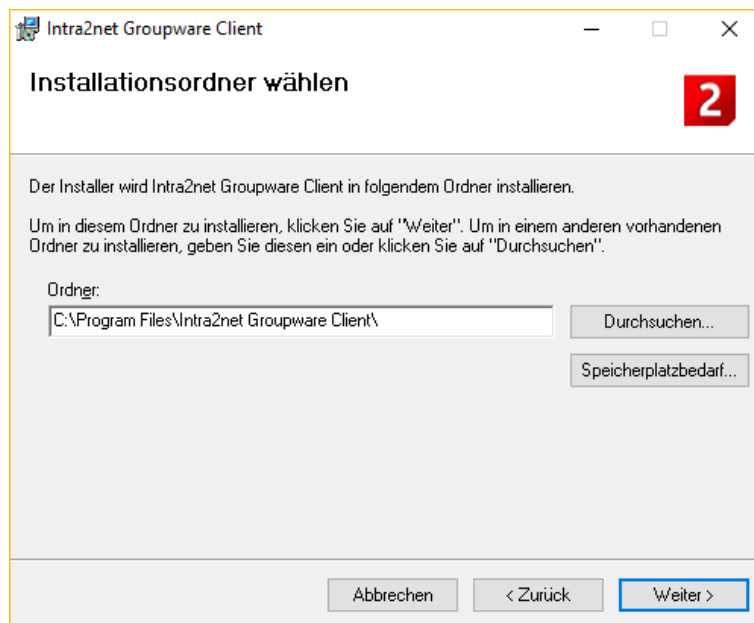 Intra2net Groupware Client
Installationsordner wählen
2
Der Installer wird Intra2net Groupware Client in folgendem Ordner installieren.
Um in diesem Ordner zu installieren, klicken Sie auf "Weiter". Um in einem anderen vorhandenen
Ordner zu installieren, geben Sie diesen ein oder klicken Sie auf "Durchsuchen".
Ordner:
C:\Program Files\Intra2net Groupware Client\
Durchsuchen...
Speicherplatzbedarf...
Abbrechen
< Zurück
Weiter >